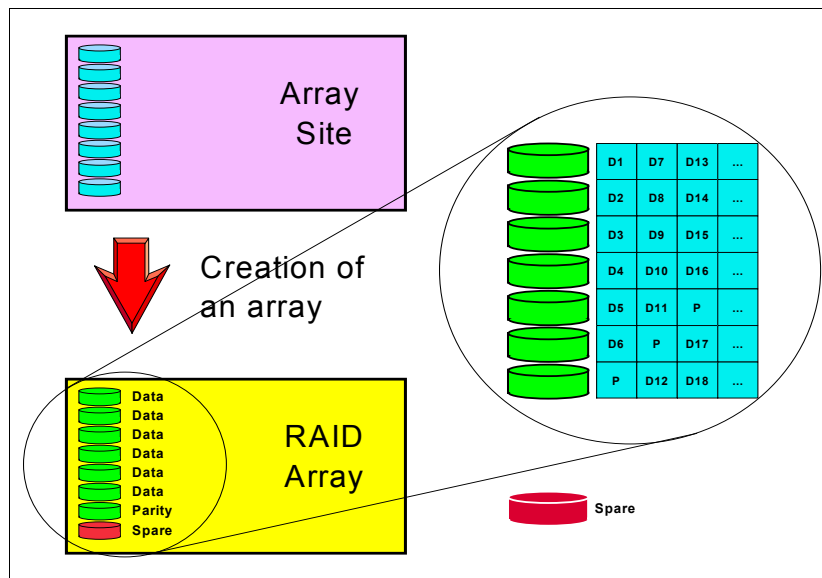 Array
Site
Creation of
an array
Data
Data
Data
Data
Data
Data
Parity
Spare
RAID
Array
D1 D7 D13 ...
D2 D8 D14 ...
D3 D9 D15 ...
D4 D10 D16 ...
D5 D11 P ...
D6 P D17 ...
P D12 D18 ...
Spare